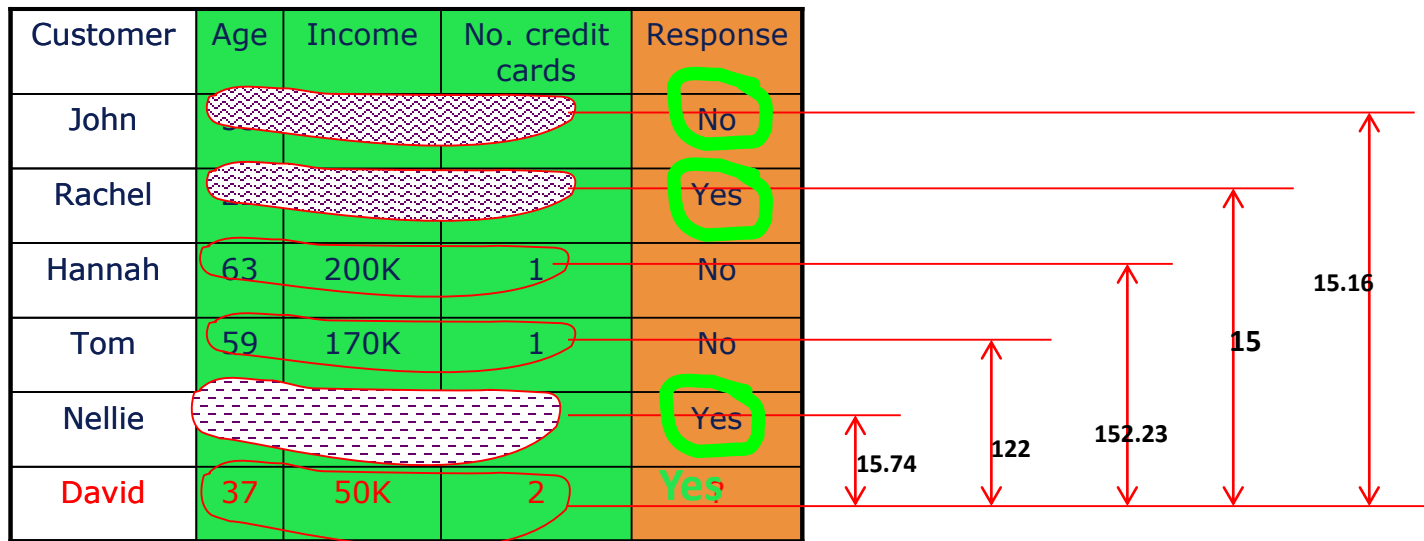 Customer Age Income No. credit Response
cards
John No
Rachel Yes
Hannah 63 200K 1 No
15.16
Tom 59 170K 1 No
15
Nellie Yes
152.23
122
15.74
David 37 50K 2 Yes ?